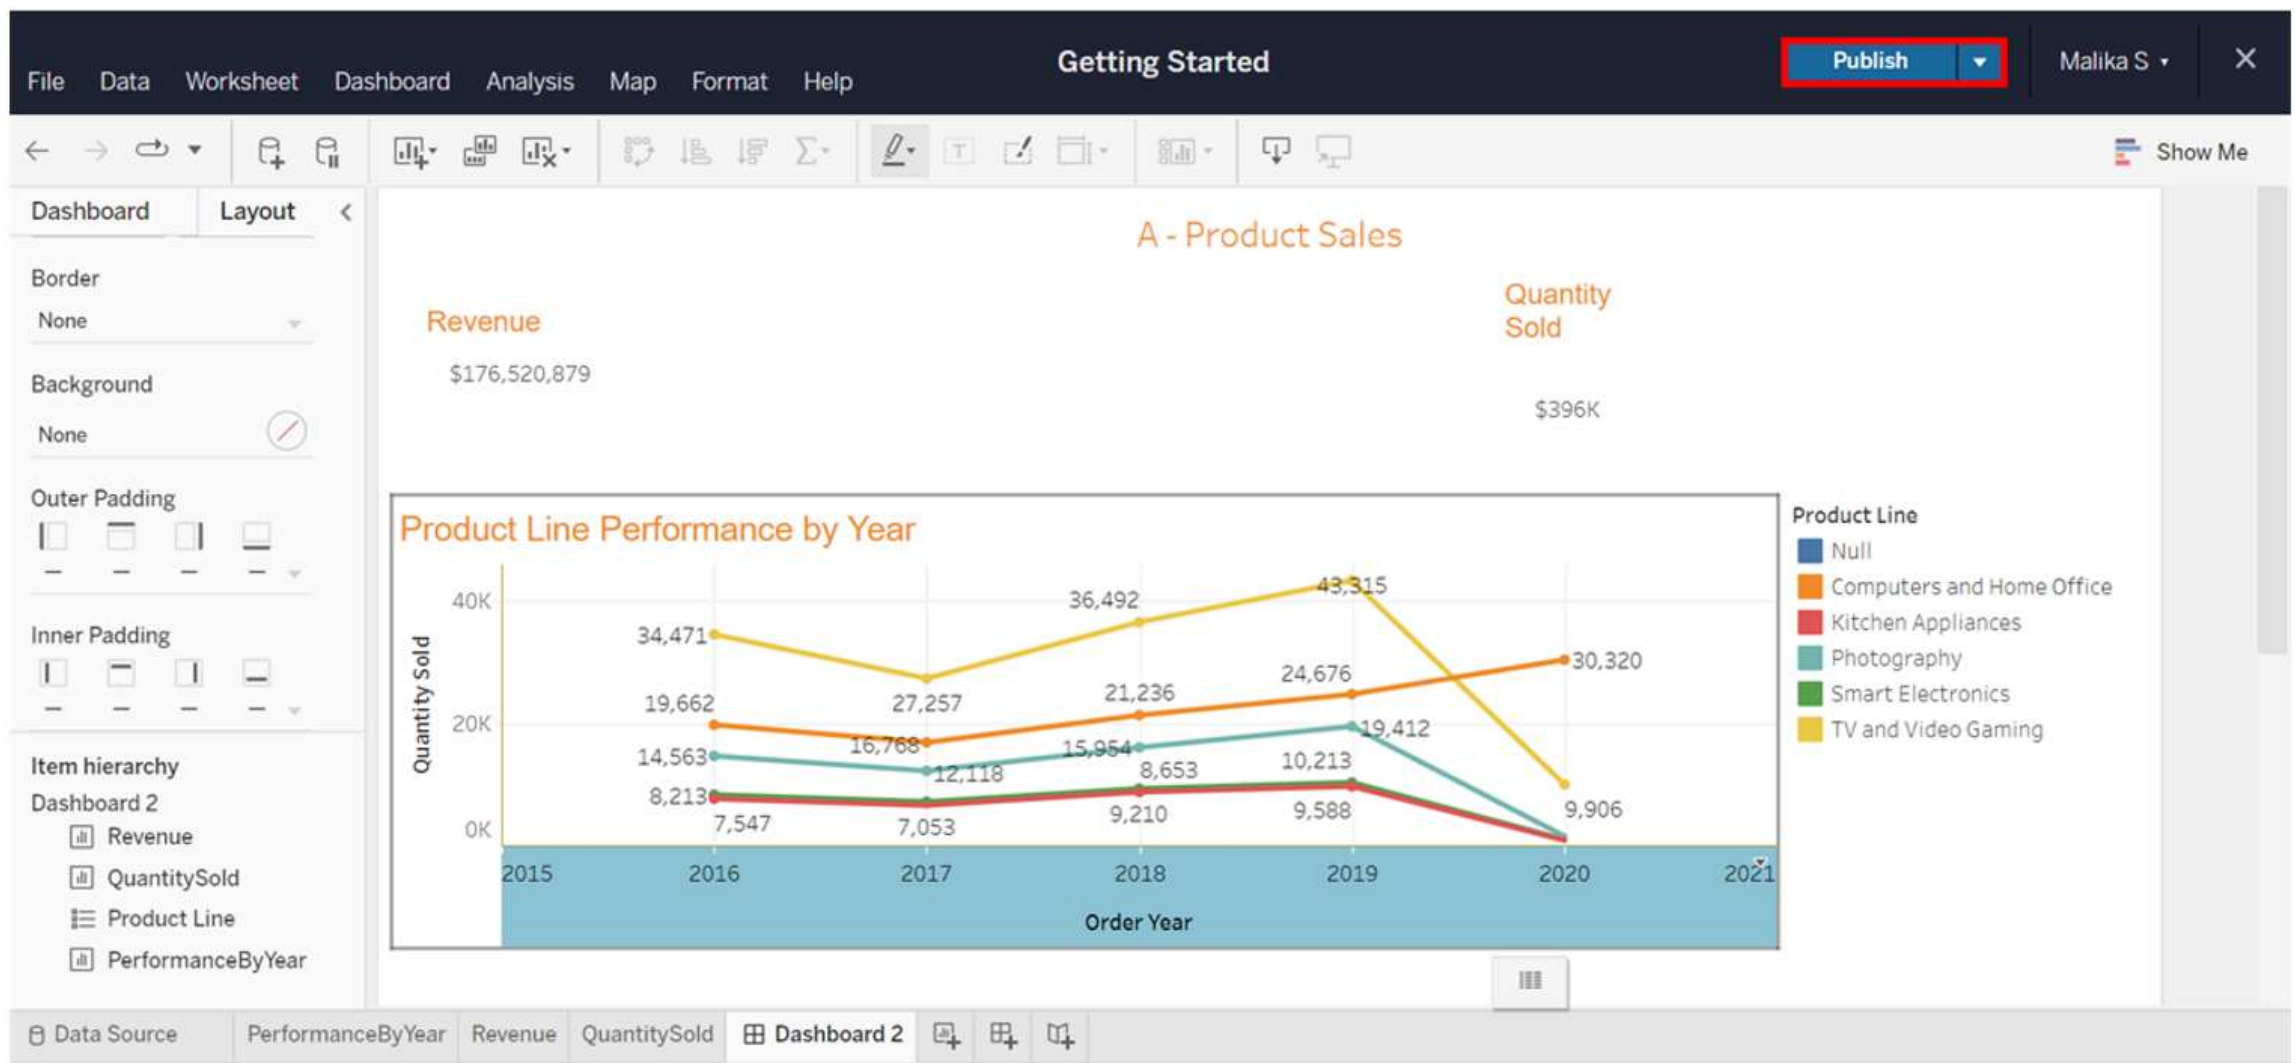 Getting Started
Publish
Malika S
File Data Worksheet Dashboard Analysis Map Format Help
Show Me
Dashboard Layout
Border
None
Background
None
Outer Padding
Inner Padding
Item hierarchy
Dashboard 2
Revenue
QuantitySold
Product Line
PerformanceByYear
A - Product Sales
Revenue
$176,520,879
Quantity
Sold
$396K
Product Line Performance by Year
Quantity Sold
40K
20K
0K
34,471
27,257
36,492
43,315
9,906
19,662
16,768
21,236
24,676
30,320
14,563
12,118
15,954
19,412
8,213
8,653
10,213
7,547
7,053
9,210
9,588
2015 2016 2017 2018 2019 2020 2021
Order Year
Product Line
Null
Computers and Home Office
Kitchen Appliances
Photography
Smart Electronics
TV and Video Gaming
Data Source PerformanceByYear Revenue QuantitySold Dashboard 2